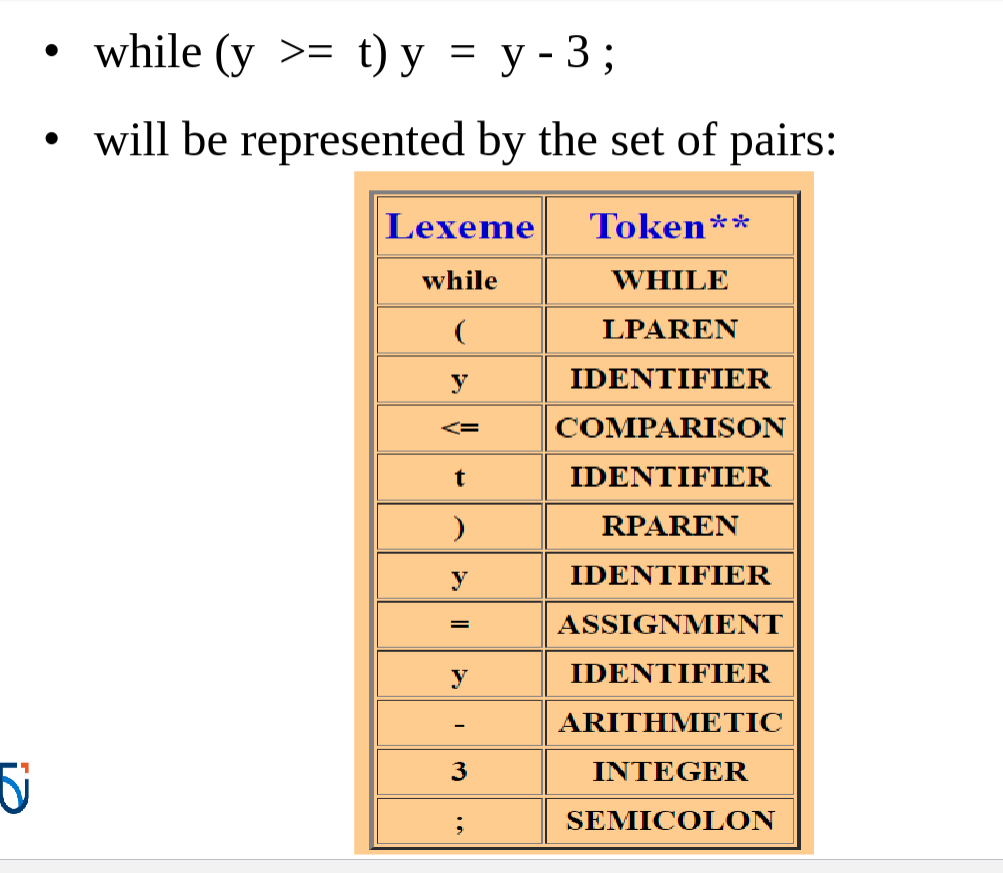 • while (y >= t) y = y - 3 ;
• will be represented by the set of pairs:
Lexeme Token**
while WHILE
( LPAREN
y IDENTIFIER
<= COMPARISON
t IDENTIFIER
) RPAREN
y IDENTIFIER
= ASSIGNMENT
y IDENTIFIER
- ARITHMETIC
3 INTEGER
; SEMICOLON